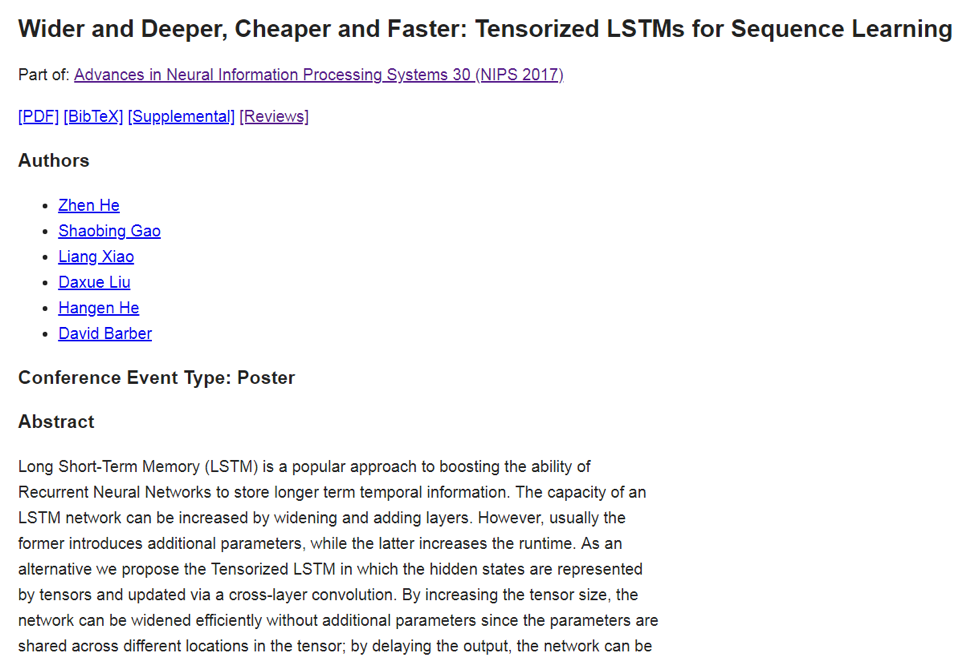 Wider and Deeper, Cheaper and Faster: Tensorized LSTMs for Sequence Learning
Part of: Advances in Neural Information Processing Systems 30 (NIPS 2017)
[PDF] [BibTeX] [Supplemental] [Reviews]
Authors
• Zhen He
• Shaobing Gao
• Liang Xiao
• Daxue Liu
• Hangen He
• David Barber
Conference Event Type: Poster
Abstract
Long Short-Term Memory (LSTM) is a popular approach to boosting the ability of
Recurrent Neural Networks to store longer term temporal information. The capacity of an
LSTM network can be increased by widening and adding layers. However, usually the
former introduces additional parameters, while the latter increases the runtime. As an
alternative we propose the Tensorized LSTM in which the hidden states are represented
by tensors and updated via a cross-layer convolution. By increasing the tensor size, the
network can be widened efficiently without additional parameters since the parameters are
shared across different locations in the tensor; by delaying the output, the network can be